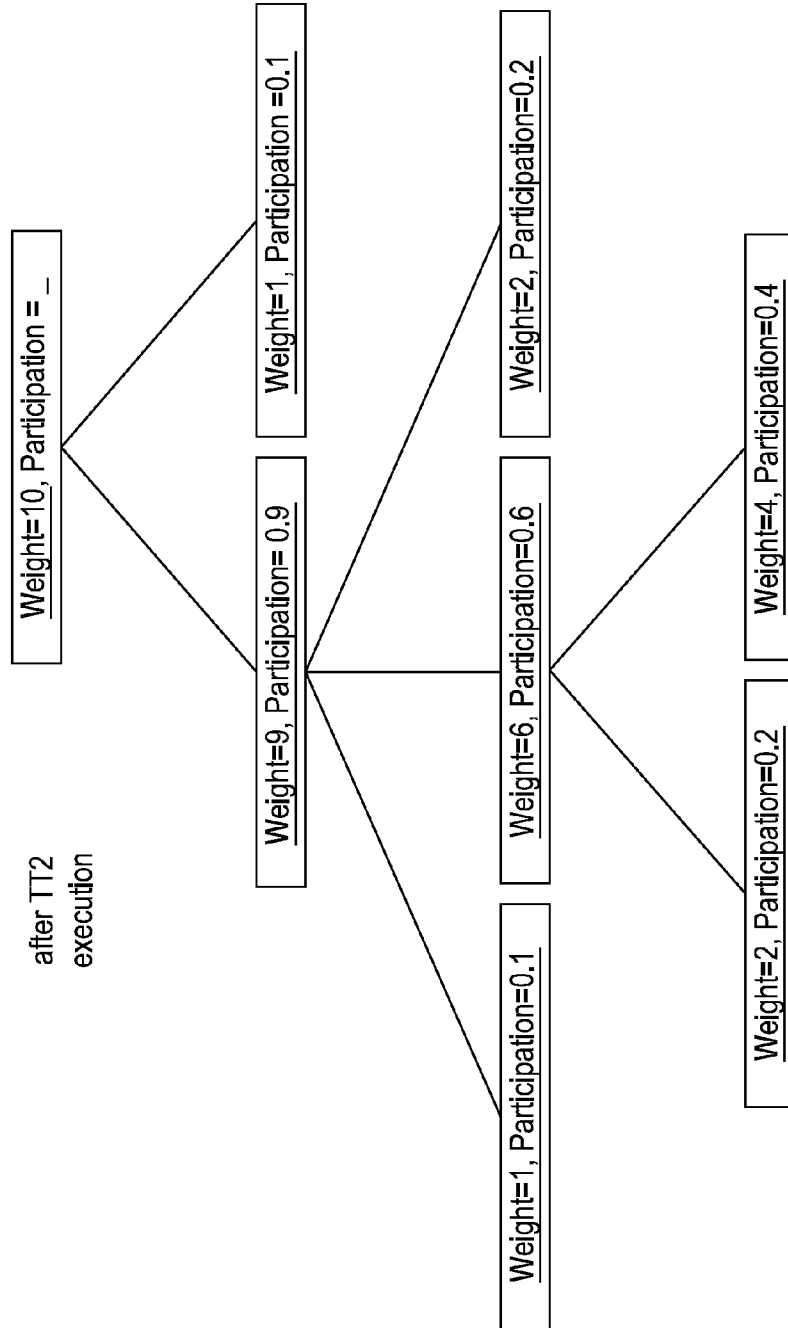 after TT2
execution
Weight=10, Participation = _
Weight=9, Participation= 0.9
Weight=1, Participation =0.1
Weight=1, Participation=0.1
Weight=6, Participation=0.6
Weight=2, Participation=0.2
Weight=2, Participation=0.2
Weight=4, Participation=0.4